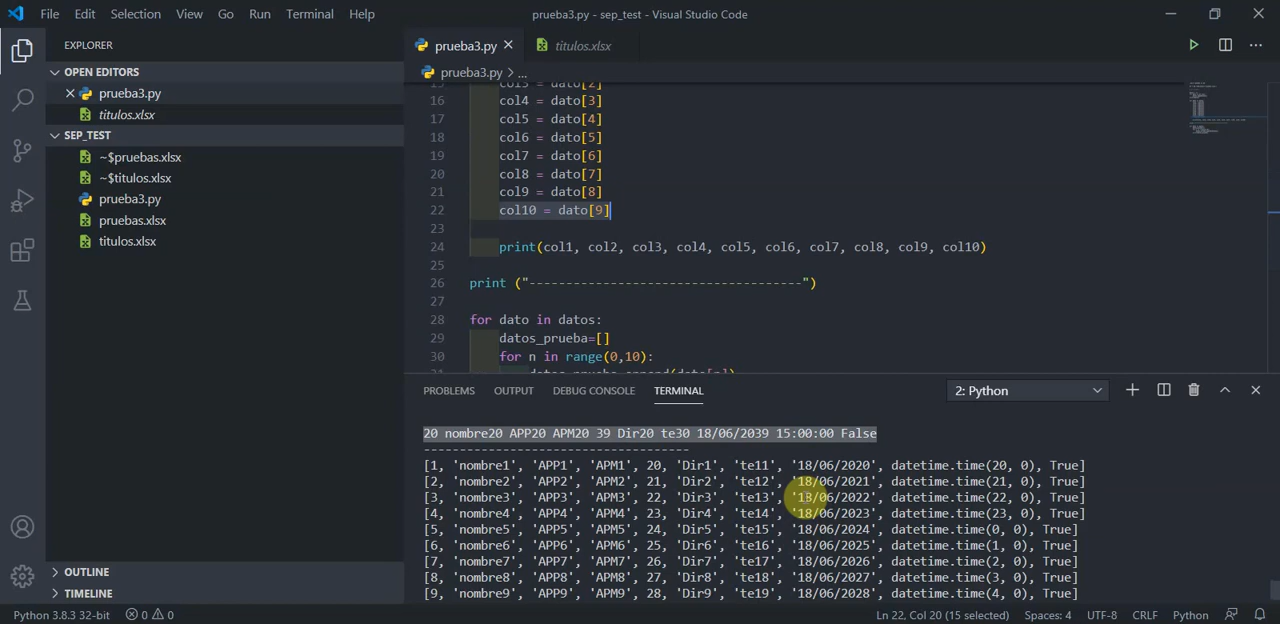 File Edit Selection View Go Run Terminal Help prueba3.py - sep_test - Visual Studio Code
EXPLORER
OPEN EDITORS
prueba3.py
titulos.xlsx
SEP_TEST
~$pruebas.xlsx
~$titulos.xlsx
prueba3.py
pruebas.xlsx
titulos.xlsx
OUTLINE
TIMELINE
prueba3.py titulos.xlsx
prueba3.py > ...
15 col3 = dato[2]
16 col4 = dato[3]
17 col5 = dato[4]
18 col6 = dato[5]
19 col7 = dato[6]
20 col8 = dato[7]
21 col9 = dato[8]
22 col10 = dato[9]
23
24 print(col1, col2, col3, col4, col5, col6, col7, col8, col9, col10)
25
26 print ("------------------------------------")
27
28 for dato in datos:
29 datos_prueba=[]
30 for n in range(0,10):
31 datos_prueba.append(dato[n])
PROBLEMS OUTPUT DEBUG CONSOLE TERMINAL 2: Python
20 nombre20 APP20 APM20 39 Dir20 te30 18/06/2039 15:00:00 False
------------------------------------
[1, 'nombre1', 'APP1', 'APM1', 20, 'Dir1', 'te11', '18/06/2020', datetime.time(20, 0), True]
[2, 'nombre2', 'APP2', 'APM2', 21, 'Dir2', 'te12', '18/06/2021', datetime.time(21, 0), True]
[3, 'nombre3', 'APP3', 'APM3', 22, 'Dir3', 'te13', '18/06/2022', datetime.time(22, 0), True]
[4, 'nombre4', 'APP4', 'APM4', 23, 'Dir4', 'te14', '18/06/2023', datetime.time(23, 0), True]
[5, 'nombre5', 'APP5', 'APM5', 24, 'Dir5', 'te15', '18/06/2024', datetime.time(0, 0), True]
[6, 'nombre6', 'APP6', 'APM6', 25, 'Dir6', 'te16', '18/06/2025', datetime.time(1, 0), True]
[7, 'nombre7', 'APP7', 'APM7', 26, 'Dir7', 'te17', '18/06/2026', datetime.time(2, 0), True]
[8, 'nombre8', 'APP8', 'APM8', 27, 'Dir8', 'te18', '18/06/2027', datetime.time(3, 0), True]
[9, 'nombre9', 'APP9', 'APM9', 28, 'Dir9', 'te19', '18/06/2028', datetime.time(4, 0), True]
Python 3.8.3 32-bit 0 0 Ln 22, Col 20 (15 selected) Spaces: 4 UTF-8 CRLF Python